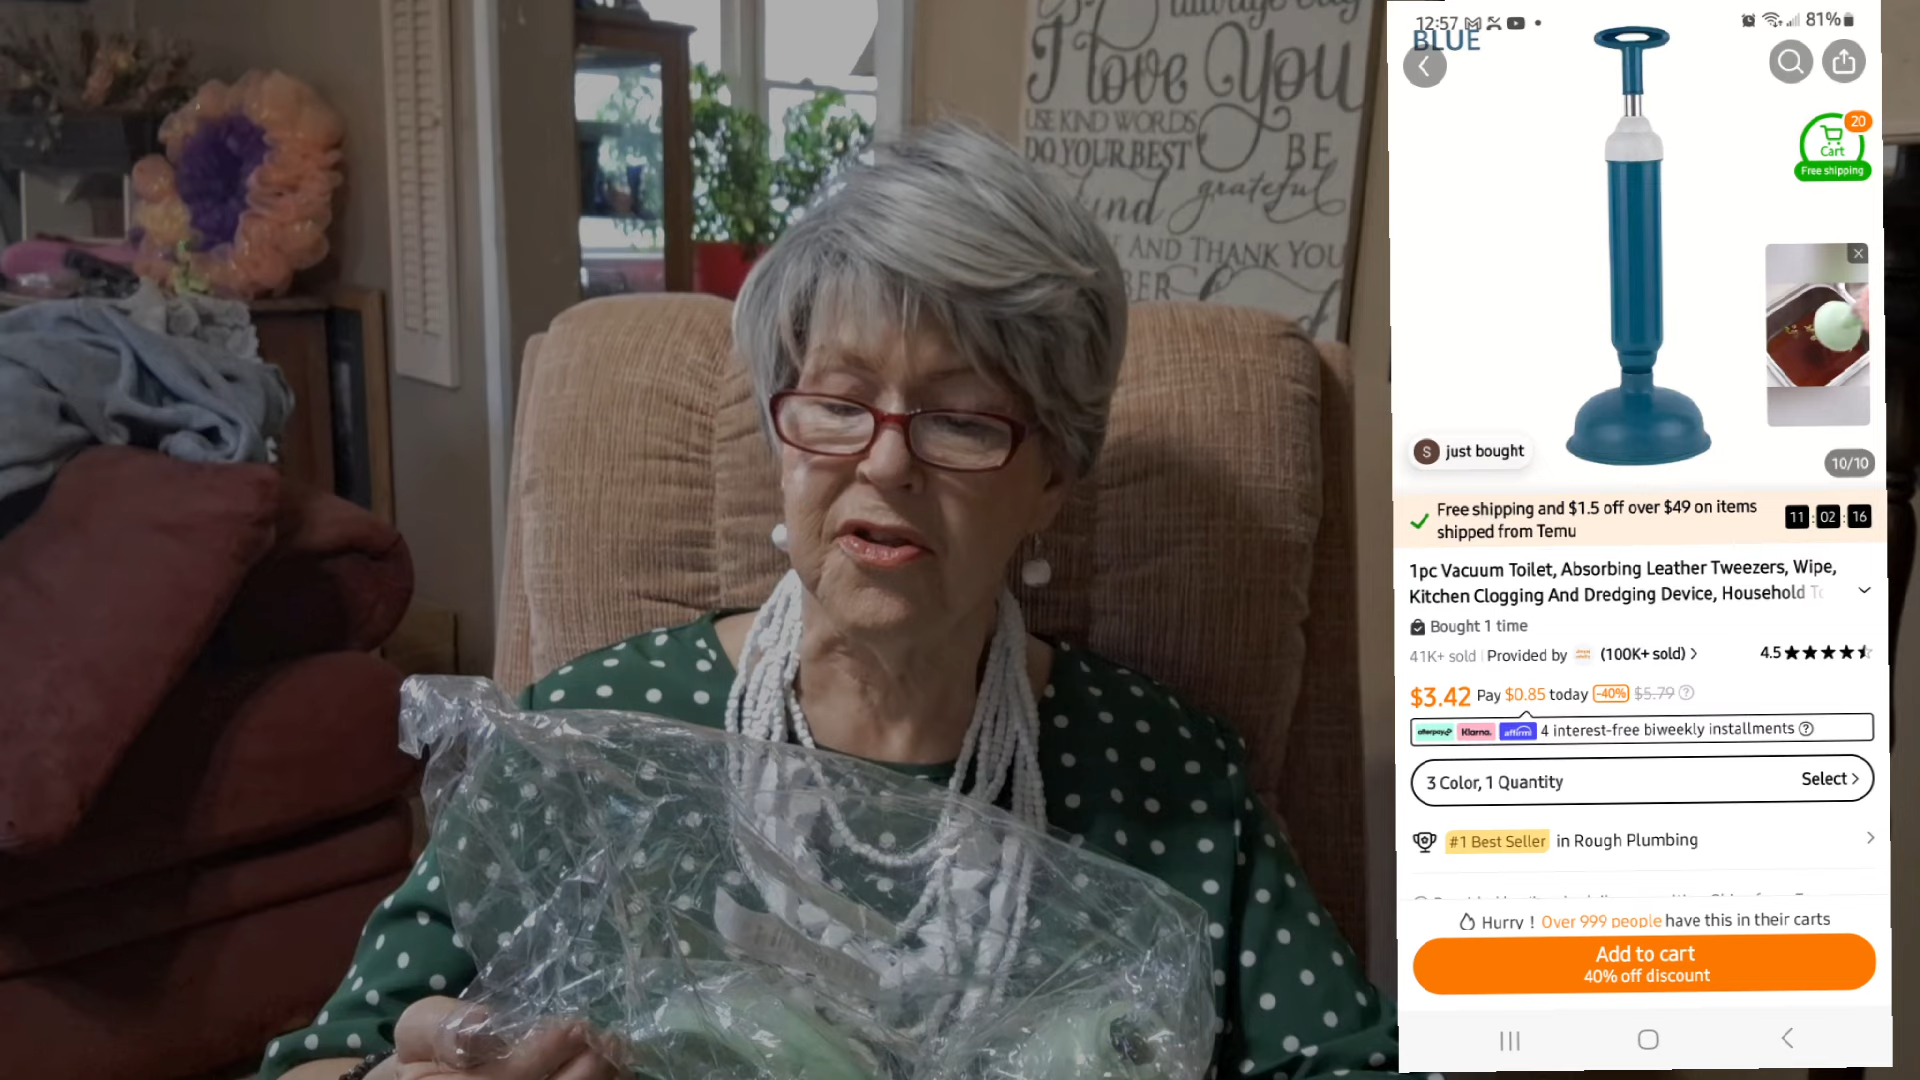 always say
I love You
USE KIND WORDS
DO YOUR BEST
BE
grateful
AND THANK YOU
12:57
81%
BLUE
20
Cart
Free shipping
S just bought
10/10
Free shipping and $1.5 off over $49 on items
shipped from Temu
11:02:16
1pc Vacuum Toilet, Absorbing Leather Tweezers, Wipe,
Kitchen Clogging And Dredging Device, Household
Bought 1 time
41K+ sold Provided by (100K+ sold) >
4.5
$3.42 Pay $0.85 today -40% $5.79
afterpay Klarna. affirm 4 interest-free biweekly installments
3 Color, 1 Quantity Select >
#1 Best Seller in Rough Plumbing
Hurry ! Over 999 people have this in their carts
Add to cart
40% off discount